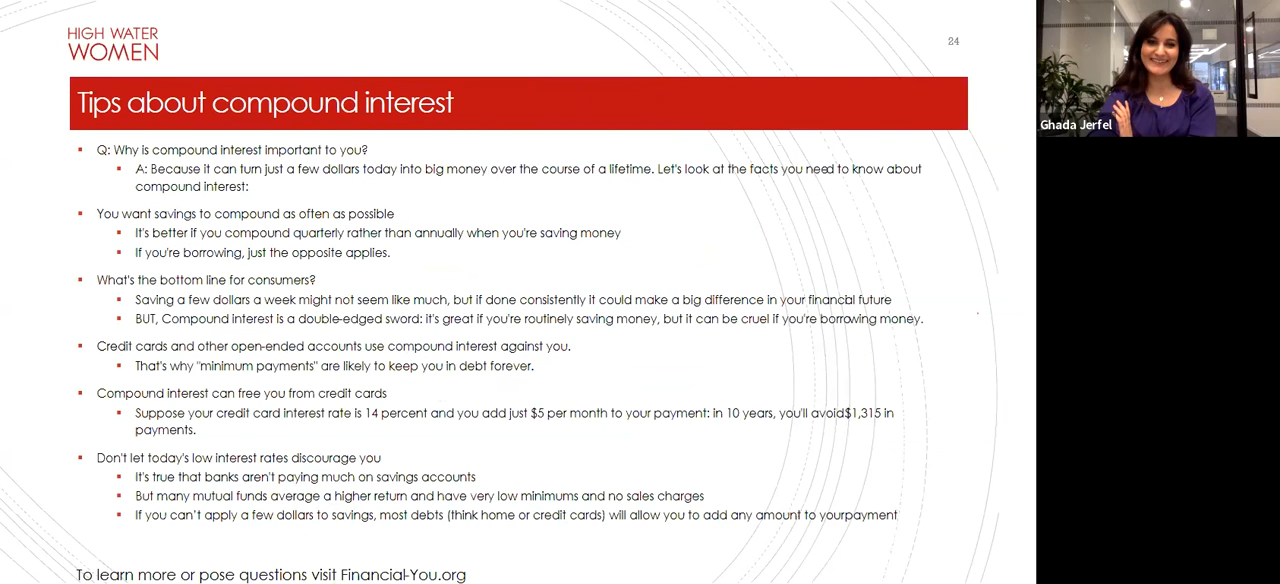 HIGH WATER
WOMEN
24
Tips about compound interest
Q: Why is compound interest important to you?
A: Because it can turn just a few dollars today into big money over the course of a lifetime. Let's look at the facts you need to know about
compound interest:
You want savings to compound as often as possible
It's better if you compound quarterly rather than annually when you're saving money
If you're borrowing, just the opposite applies.
What's the bottom line for consumers?
Saving a few dollars a week might not seem like much, but if done consistently it could make a big difference in your financial future
BUT, Compound interest is a double-edged sword: it's great if you're routinely saving money, but it can be cruel if you're borrowing money.
Credit cards and other open-ended accounts use compound interest against you.
That's why "minimum payments" are likely to keep you in debt forever.
Compound interest can free you from credit cards
Suppose your credit card interest rate is 14 percent and you add just $5 per month to your payment: in 10 years, you'll avoid$1,315 in
payments.
Don't let today's low interest rates discourage you
It's true that banks aren't paying much on savings accounts
But many mutual funds average a higher return and have very low minimums and no sales charges
If you can't apply a few dollars to savings, most debts (think home or credit cards) will allow you to add any amount to yourpayment
To learn more or pose questions visit Financial-You.org
Ghada Jerfel